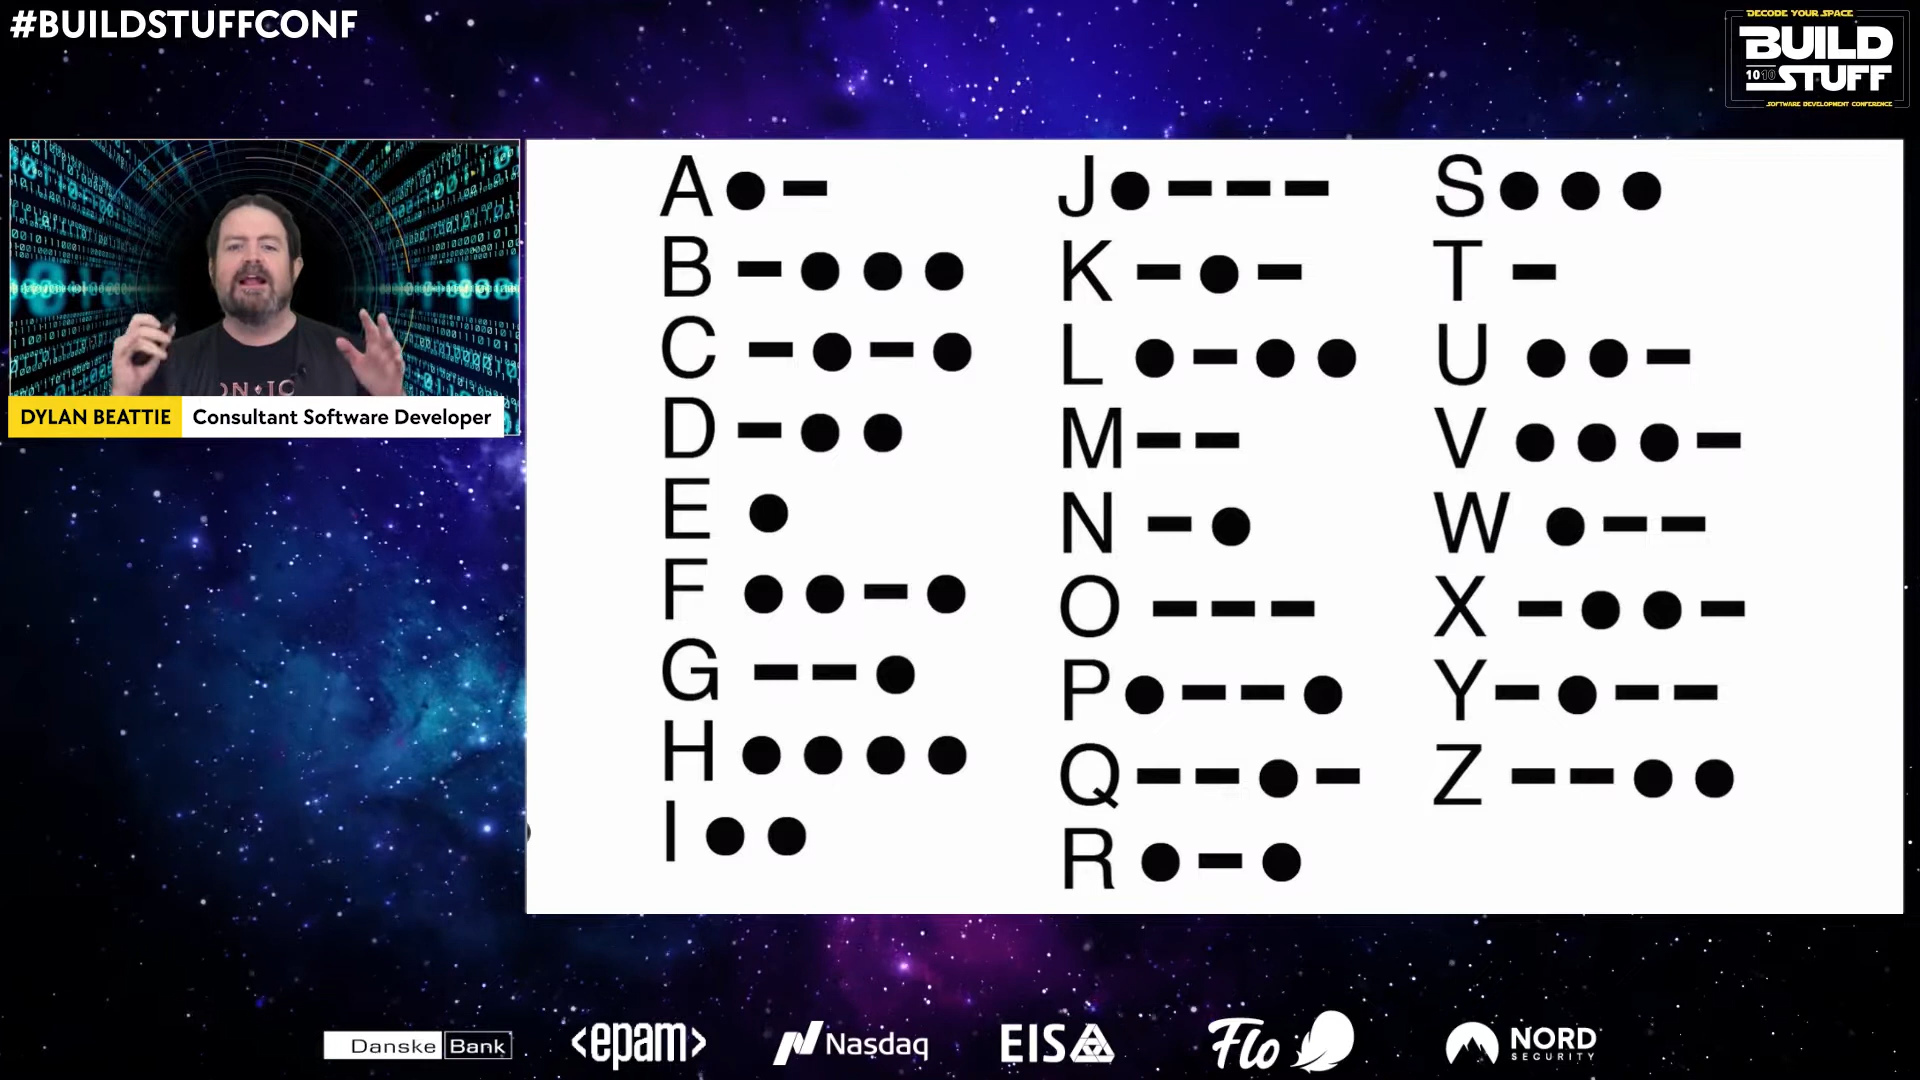 #BUILDSTUFFCONF
DECODE YOUR SPACE
BUILD
1010 STUFF
SOFTWARE DEVELOPMENT CONFERENCE
DYLAN BEATTIE Consultant Software Developer
A ● –
B – ● ● ●
C – ● – ●
D – ● ●
E ●
F ● ● – ●
G – – ●
H ● ● ● ●
I ● ●
J ● – – –
K – ● –
L ● – ● ●
M – –
N – ●
O – – –
P ● – – ●
Q – – ● –
R ● – ●
S ● ● ●
T –
U ● ● –
V ● ● ● –
W ● – –
X – ● ● –
Y – ● – –
Z – – ● ●
Danske Bank <epam> Nasdaq EIS Flo NORD SECURITY